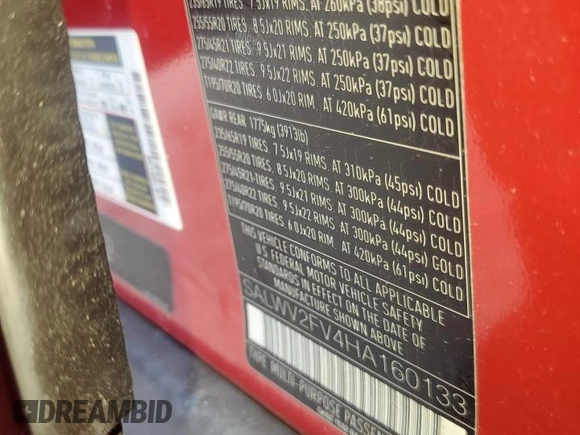 235/65R19 TIRES. 7.5Jx19 RIMS. AT 260kPa (38psi) COLD
255/55R20 TIRES. 8.5Jx20 RIMS. AT 250kPa (37psi) COLD
275/45R21 TIRES. 9.5Jx21 RIMS. AT 250kPa (37psi) COLD
275/40R22 TIRES. 9.5Jx22 RIMS. AT 250kPa (37psi) COLD
T195/70R20 TIRES. 6.0Jx20 RIM. AT 420kPa (61psi) COLD
GAWR REAR 1775kg (3913lb)
235/65R19 TIRES. 7.5Jx19 RIMS. AT 310kPa (45psi) COLD
255/55R20 TIRES. 8.5Jx20 RIMS. AT 300kPa (44psi) COLD
275/45R21-TIRES. 9.5Jx21 RIMS. AT 300kPa (44psi) COLD
275/40R22 TIRES. 9.5Jx22 RIMS. AT 300kPa (44psi) COLD
T195/70R20 TIRES. 6.0Jx20 RIM. AT 420kPa (61psi) COLD
THIS VEHICLE CONFORMS TO ALL APPLICABLE
U.S. FEDERAL MOTOR VEHICLE SAFETY
STANDARDS IN EFFECT ON THE DATE OF
MANUFACTURE SHOWN ABOVE
SALWV2FV4HA160133
TYPE MULTI-PURPOSE PASSEN
DREAMBID